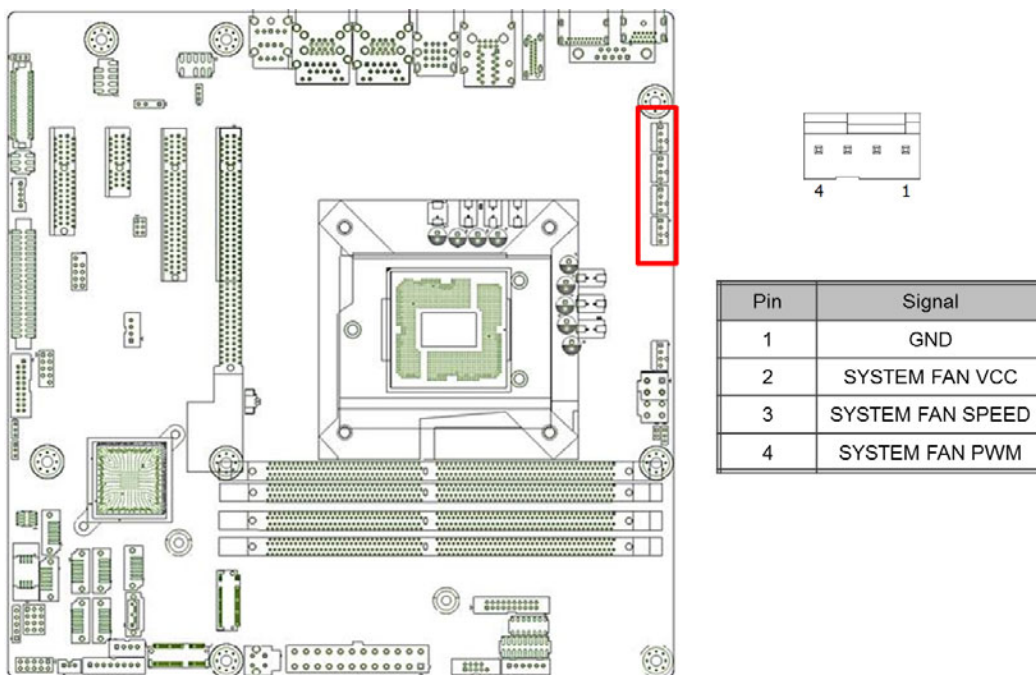 4 1
Pin Signal
1 GND
2 SYSTEM FAN VCC
3 SYSTEM FAN SPEED
4 SYSTEM FAN PWM